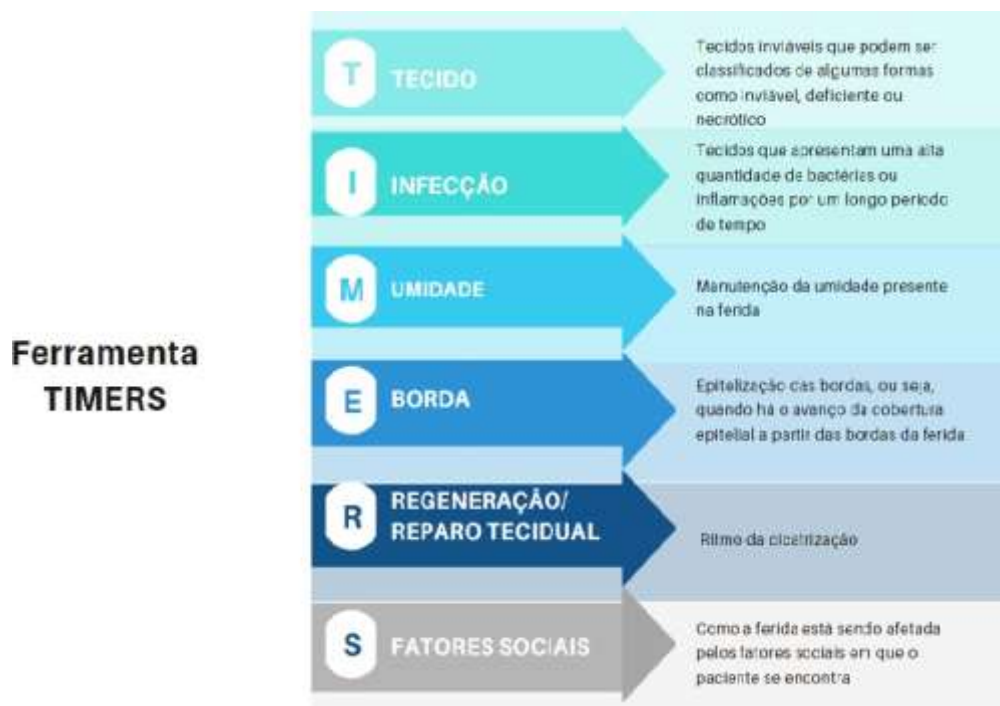 Ferramenta
TIMERS
T
TECIDO
Tecidos inviáveis que podem ser
classificados de algumas formas
como inviável, deficiente ou
necrótico
I
INFECÇÃO
Tecidos que apresentam uma alta
quantidade de bactérias ou
inflamações por um longo período
de tempo
M
UMIDADE
Manutenção da umidade presente
na ferida
E
BORDA
Epitelização das bordas, ou seja,
quando há o avanço da cobertura
epitelial a partir das bordas da ferida
R
REGENERAÇÃO/
REPARO TECIDUAL
Ritmo da cicatrização
S
FATORES SOCIAIS
Como a ferida está sendo afetada
pelos fatores sociais em que o
paciente se encontra